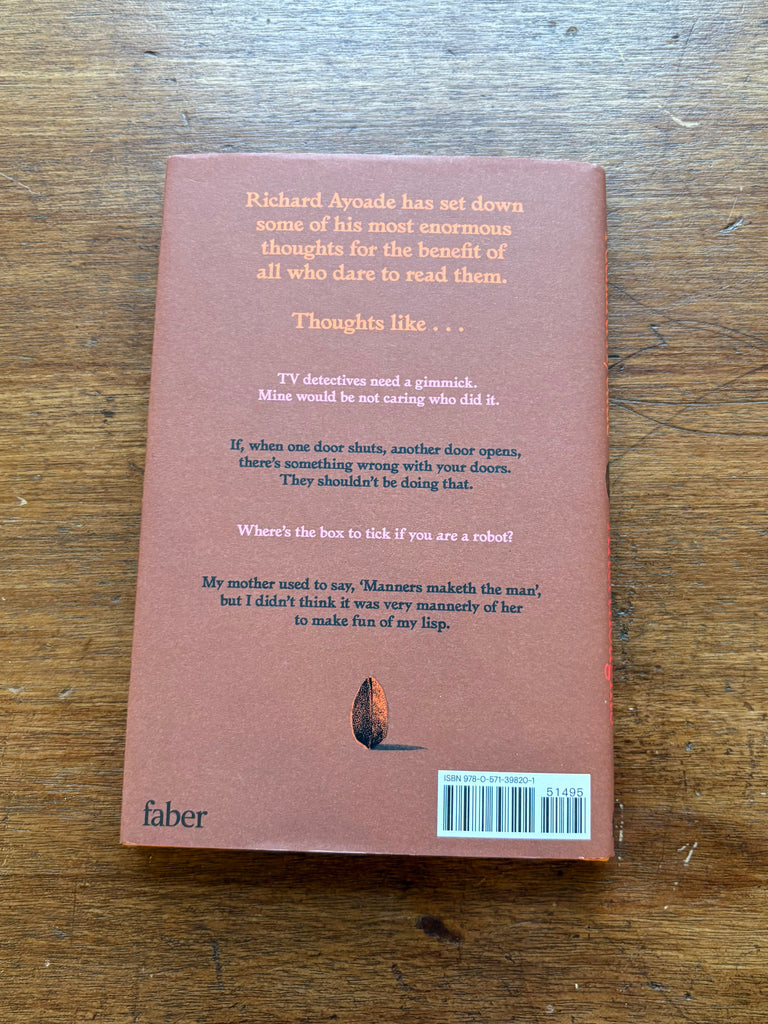 Richard Ayoade has set down
some of his most enormous
thoughts for the benefit of
all who dare to read them.
Thoughts like . . .
TV detectives need a gimmick.
Mine would be not caring who did it.
If, when one door shuts, another door opens,
there's something wrong with your doors.
They shouldn't be doing that.
Where's the box to tick if you are a robot?
My mother used to say, ‘Manners maketh the man’,
but I didn't think it was very mannerly of her
to make fun of my lisp.
faber
ISBN 978-0-571-39820-1
51495